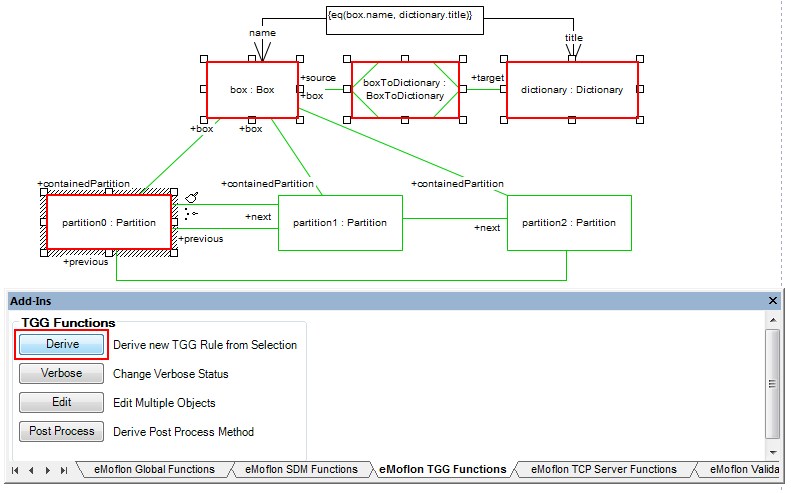 {eq(box.name, dictionary.title)}
name
title
box : Box
+source
+box
boxToDictionary :
BoxToDictionary
+target
dictionary : Dictionary
+box
+box
+containedPartition
+containedPartition
+containedPartition
partition0 : Partition
+next
+previous
partition1 : Partition
+next
partition2 : Partition
+previous
Add-Ins
TGG Functions
Derive
Derive new TGG Rule from Selection
Verbose
Change Verbose Status
Edit
Edit Multiple Objects
Post Process
Derive Post Process Method
eMoflon Global Functions
eMoflon SDM Functions
eMoflon TGG Functions
eMoflon TCP Server Functions
eMoflon Valida